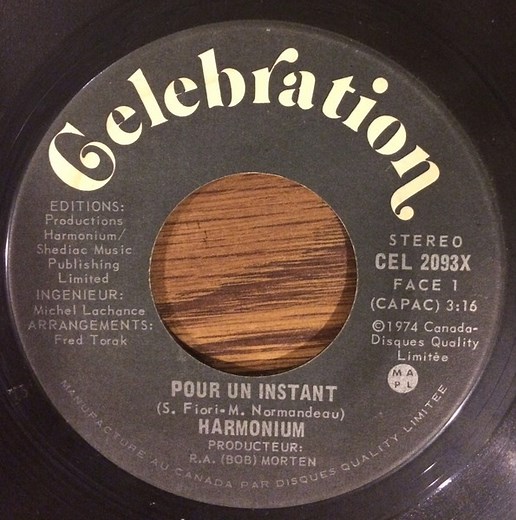 Celebration
EDITIONS:
Productions
Harmonium/
Shediac Music
Publishing
Limited
INGENIEUR:
Michel Lachance
ARRANGEMENTS:
Fred Torak
STEREO
CEL 2093X
FACE 1
(CAPAC) 3:16
©1974 Canada-
Disques Quality
Limitêe
MA
PL
POUR UN INSTANT
(S. Fiori-M. Normandeau)
HARMONIUM
PRODUCTEUR:
R.A. (BOB) MORTEN
MANUFACTURE AU CANADA PAR DISQUES QUALITY LIMITEE